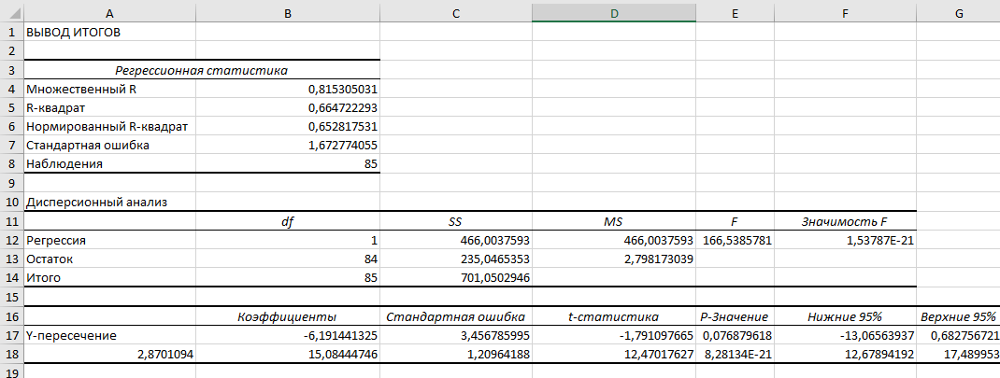 A B C D E F G
1 ВЫВОД ИТОГОВ
2
3 Регрессионная статистика
4 Множественный R 0,815305031
5 R-квадрат 0,664722293
6 Нормированный R-квадрат 0,652817531
7 Стандартная ошибка 1,672774055
8 Наблюдения 85
9
10 Дисперсионный анализ
11 df SS MS F Значимость F
12 Регрессия 1 466,0037593 466,0037593 166,5385781 1,53787E-21
13 Остаток 84 235,0465353 2,798173039
14 Итого 85 701,0502946
15
16 Коэффициенты Стандартная ошибка t-статистика P-Значение Нижние 95% Верхние 95%
17 Y-пересечение -6,191441325 3,456785995 -1,791097665 0,076879618 -13,06563937 0,682756721
18 2,8701094 15,08444746 1,20964188 12,47017627 8,28134E-21 12,67894192 17,489953
19